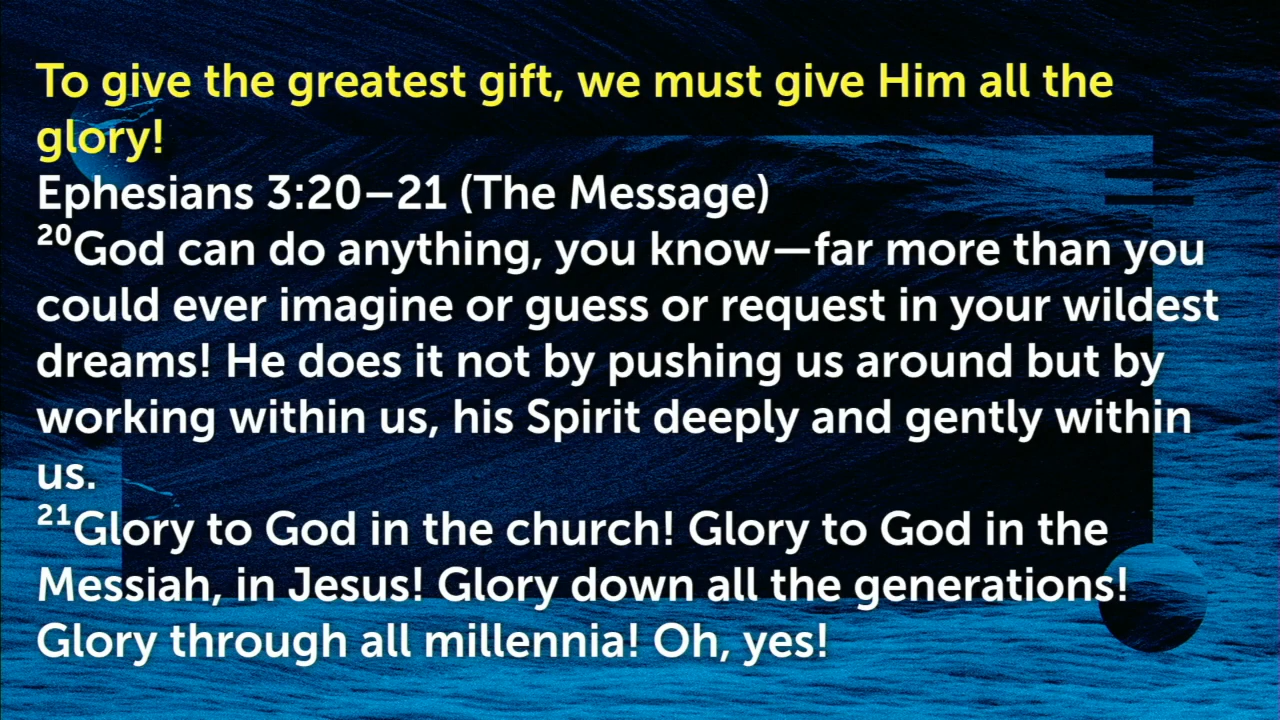 To give the greatest gift, we must give Him all the
glory!
Ephesians 3:20–21 (The Message)
²⁰God can do anything, you know—far more than you
could ever imagine or guess or request in your wildest
dreams! He does it not by pushing us around but by
working within us, his Spirit deeply and gently within
us.
²¹Glory to God in the church! Glory to God in the
Messiah, in Jesus! Glory down all the generations!
Glory through all millennia! Oh, yes!